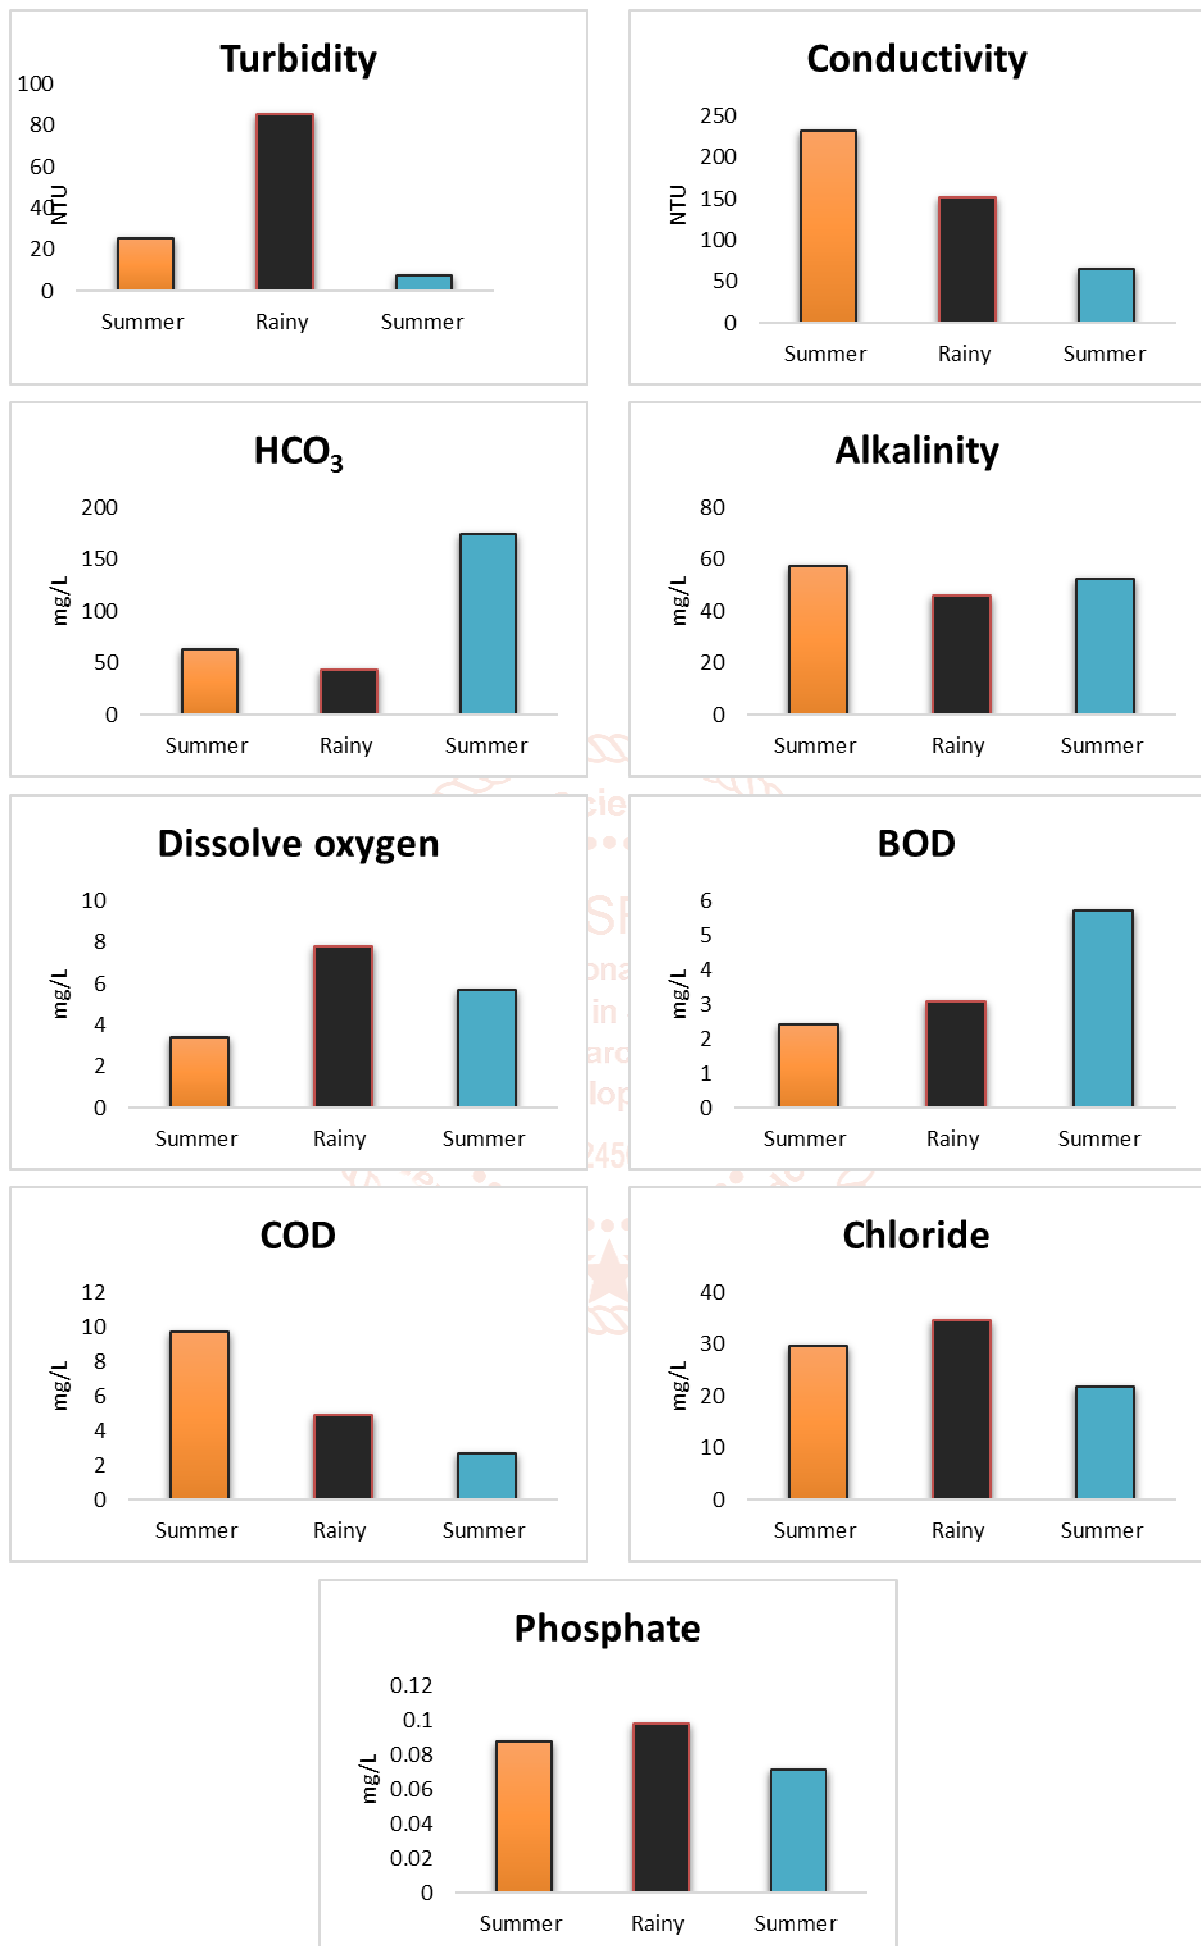 Turbidity
100
80
60
40
20
0
NTU
Summer Rainy Summer
Conductivity
250
200
150
100
50
0
NTU
Summer Rainy Summer
HCO₃
200
150
100
50
0
mg/L
Summer Rainy Summer
Alkalinity
80
60
40
20
0
mg/L
Summer Rainy Summer
Dissolve oxygen
10
8
6
4
2
0
mg/L
Summer Rainy Summer
BOD
6
5
4
3
2
1
0
mg/L
Summer Rainy Summer
COD
12
10
8
6
4
2
0
mg/L
Summer Rainy Summer
Chloride
40
30
20
10
0
mg/L
Summer Rainy Summer
Phosphate
0.12
0.1
0.08
0.06
0.04
0.02
0
mg/L
Summer Rainy Summer